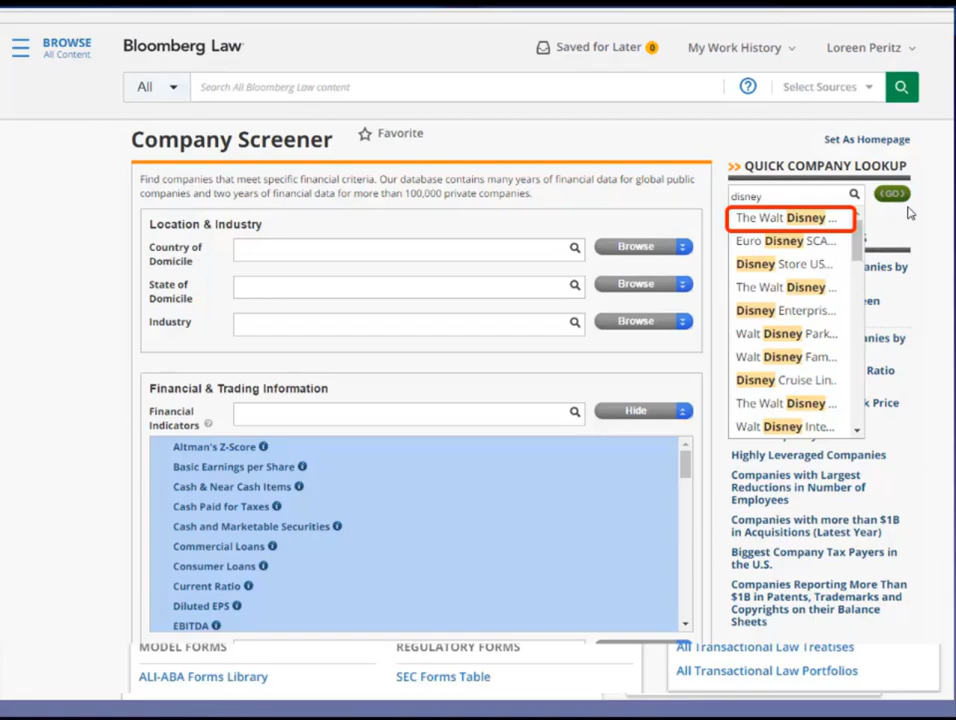 BROWSE
All Content
Bloomberg Law
Saved for Later 0
My Work History
Loreen Peritz
All
Search All Bloomberg Law content
?
Select Sources
Company Screener
Favorite
Set As Homepage
Find companies that meet specific financial criteria. Our database contains many years of financial data for global public
companies and two years of financial data for more than 100,000 private companies.
Location & Industry
Country of
Domicile
Browse
State of
Domicile
Browse
Industry
Browse
Financial & Trading Information
Financial
Indicators
Hide
Altman's Z-Score
Basic Earnings per Share
Cash & Near Cash Items
Cash Paid for Taxes
Cash and Marketable Securities
Commercial Loans
Consumer Loans
Current Ratio
Diluted EPS
EBITDA
>> QUICK COMPANY LOOKUP
disney
GO
The Walt Disney ...
Euro Disney SCA...
Disney Store US...
The Walt Disney ...
Disney Enterpris...
Walt Disney Park...
Walt Disney Fam...
Disney Cruise Lin..
The Walt Disney ...
Walt Disney Inte...
anies by
een
anies by
Ratio
k Price
Highly Leveraged Companies
Companies with Largest
Reductions in Number of
Employees
Companies with more than $1B
in Acquisitions (Latest Year)
Biggest Company Tax Payers in
the U.S.
Companies Reporting More Than
$1B in Patents, Trademarks and
Copyrights on their Balance
Sheets
MODEL FORMS
REGULATORY FORMS
ALI-ABA Forms Library
SEC Forms Table
All Transactional Law Treatises
All Transactional Law Portfolios